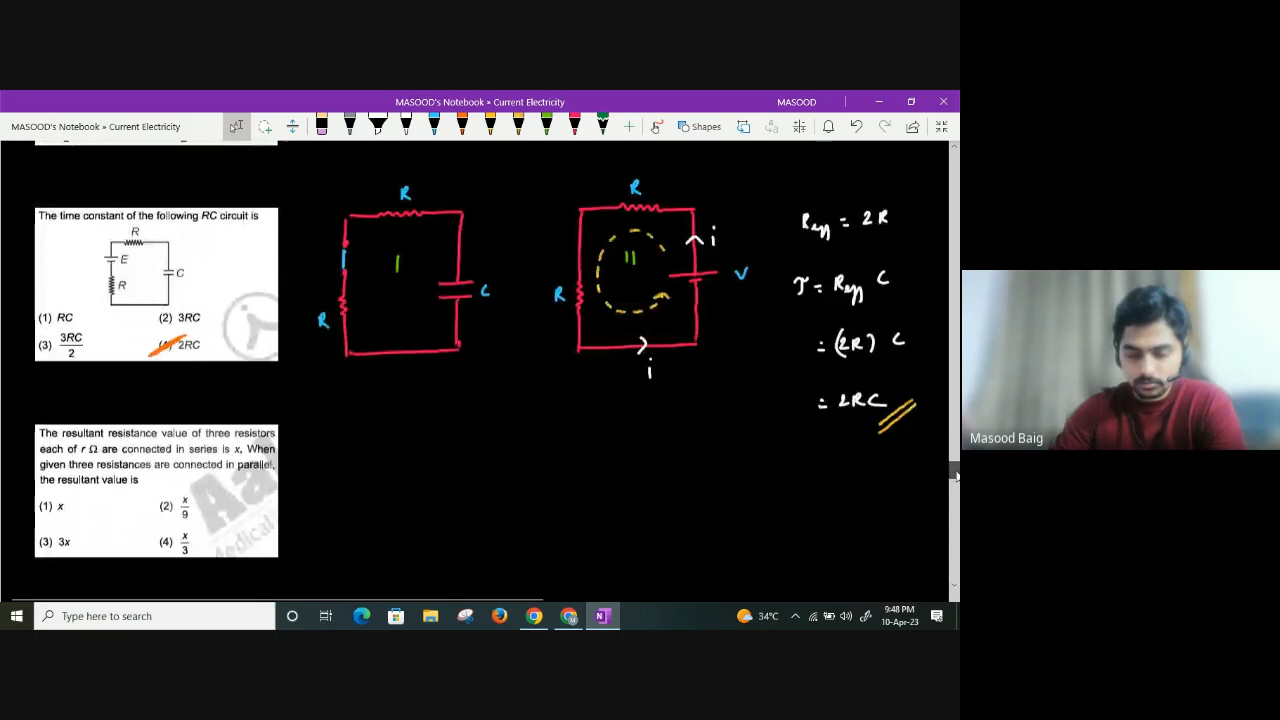 MASOOD's Notebook » Current Electricity
MASOOD
MASOOD's Notebook » Current Electricity
Shapes
The time constant of the following RC circuit is
R
E
C
R
(1) RC
(2) 3RC
(3) 3RC/2
2RC
R
I
C
R
R
II
i
V
R
i
Reff = 2R
τ = Reff C
= (2R) C
= 2RC
The resultant resistance value of three resistors
each of r Ω are connected in series is x. When
given three resistances are connected in parallel,
the resultant value is
(1) x
(2) x/9
(3) 3x
(4) x/3
Aa
Medical
Masood Baig
Type here to search
34°C
9:48 PM
10-Apr-23